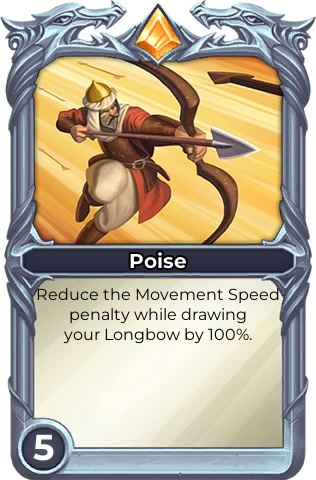 Poise
Reduce the Movement Speed
penalty while drawing
your Longbow by 100%.
5